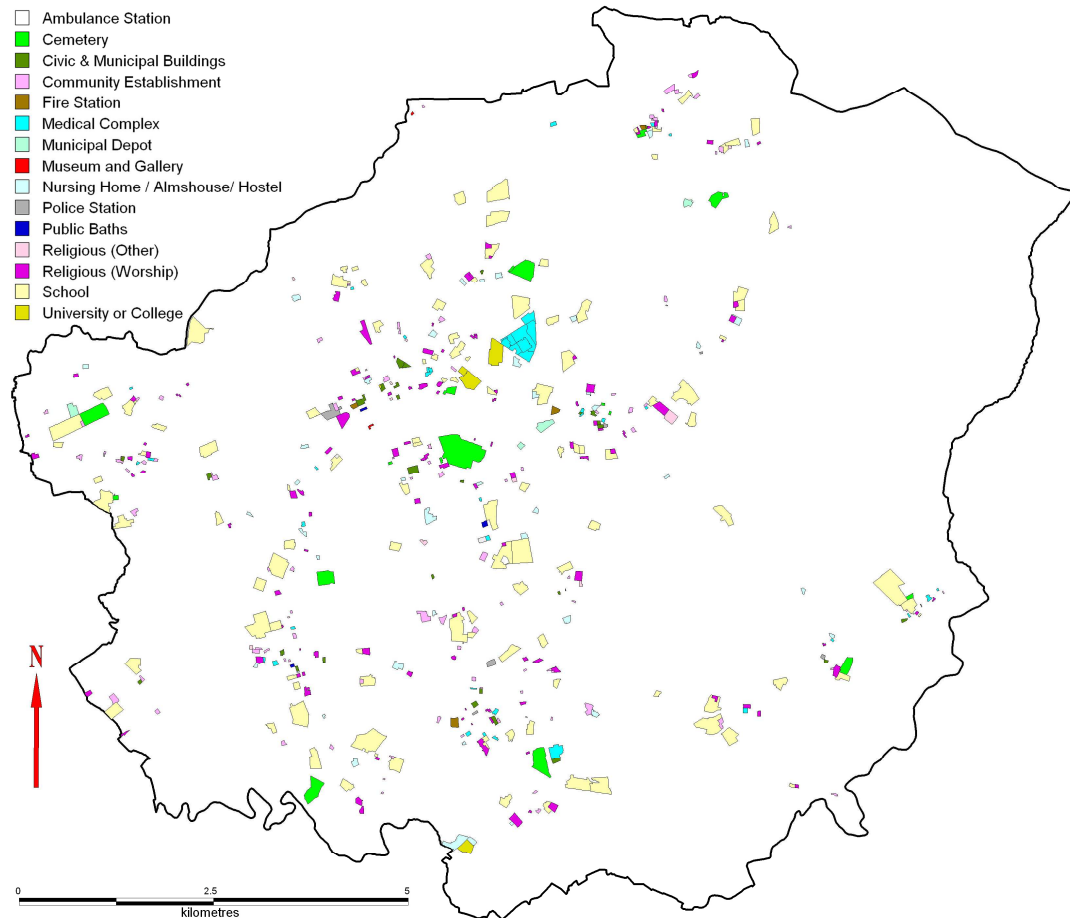 Ambulance Station
Cemetery
Civic & Municipal Buildings
Community Establishment
Fire Station
Medical Complex
Municipal Depot
Museum and Gallery
Nursing Home / Almshouse/ Hostel
Police Station
Public Baths
Religious (Other)
Religious (Worship)
School
University or College
N
0 2.5 5
kilometres